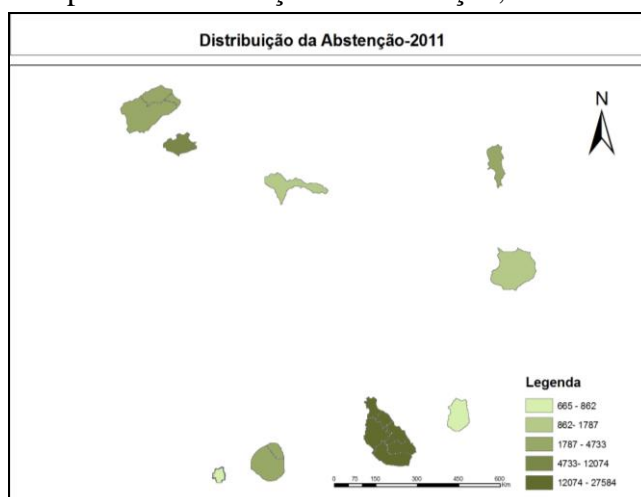 Distribuição da Abstenção-2011
N
Legenda
665 - 862
862- 1787
1787 - 4733
4733- 12074
12074 - 27584
0 75 150 300 450 600
Km